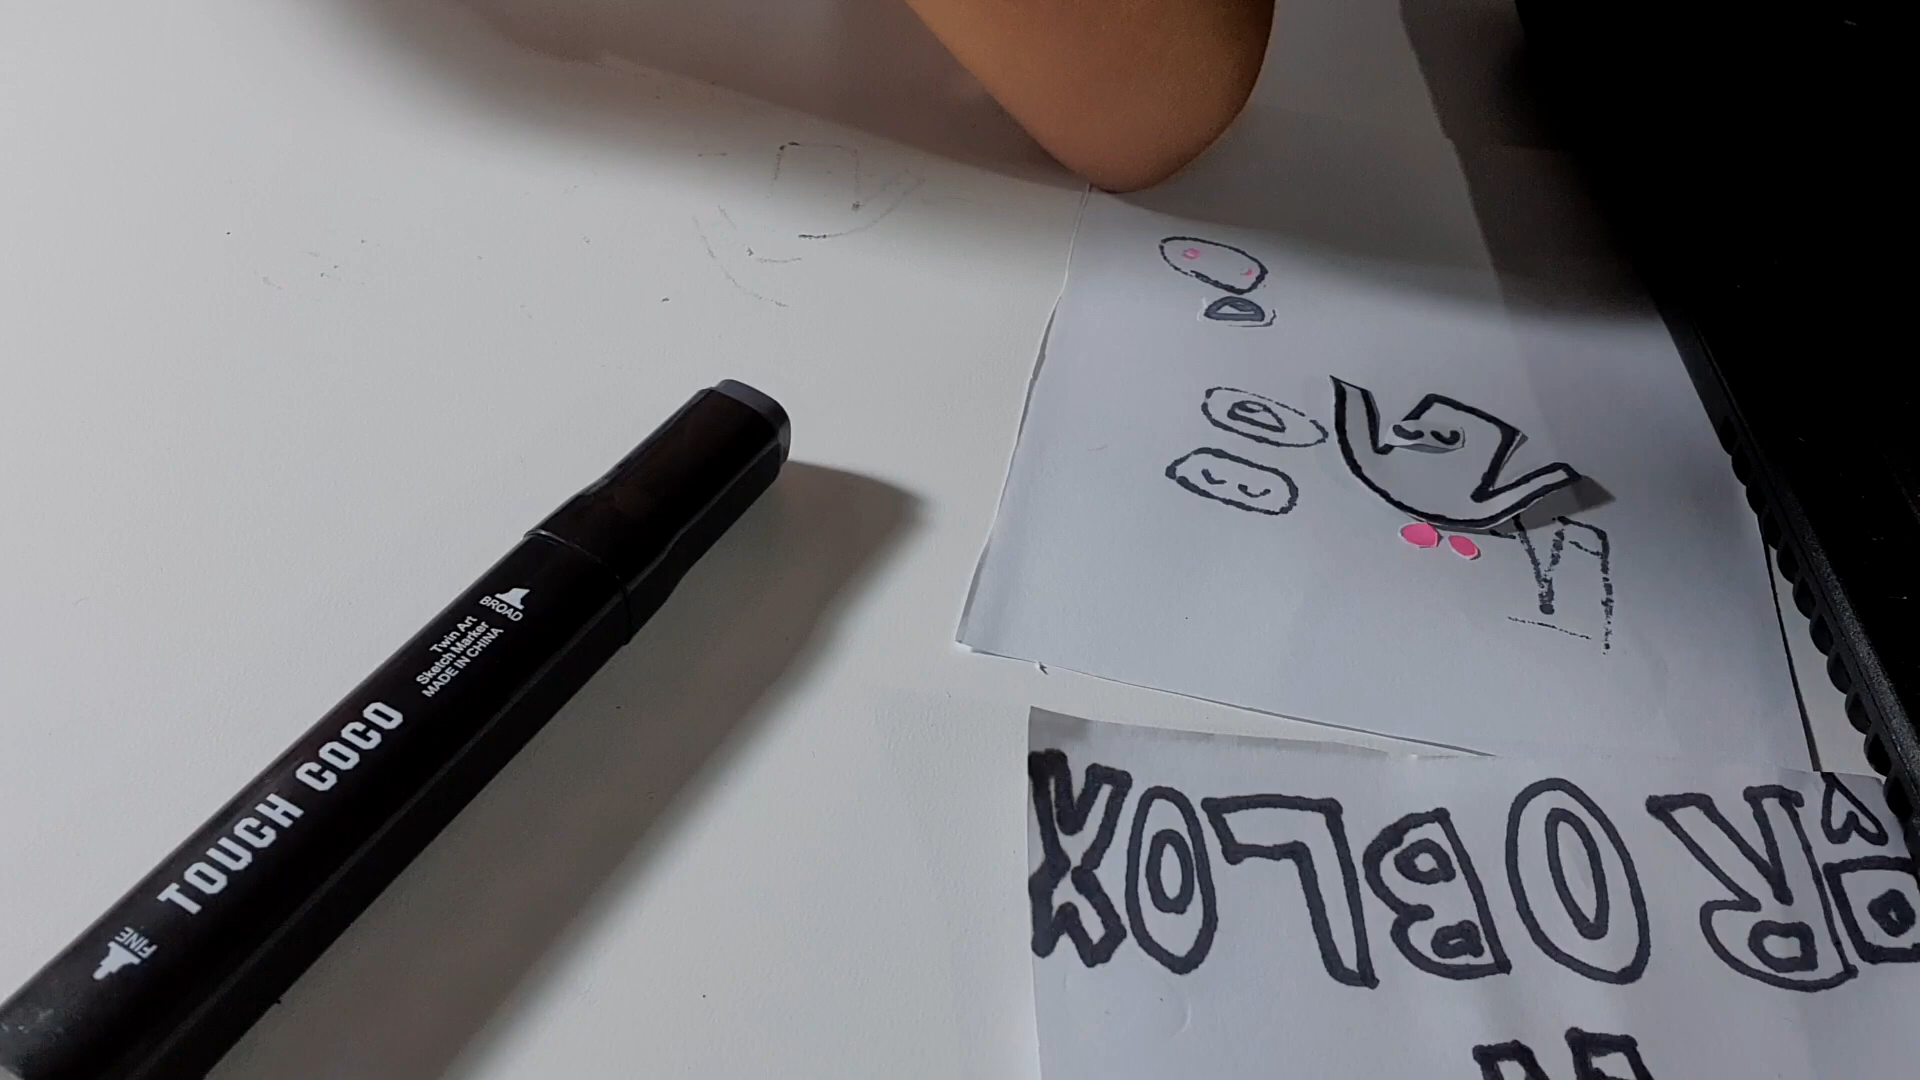 BROAD
Twin Art
Sketch Marker
MADE IN CHINA
TOUCH COCO
FINE
ROBLOX